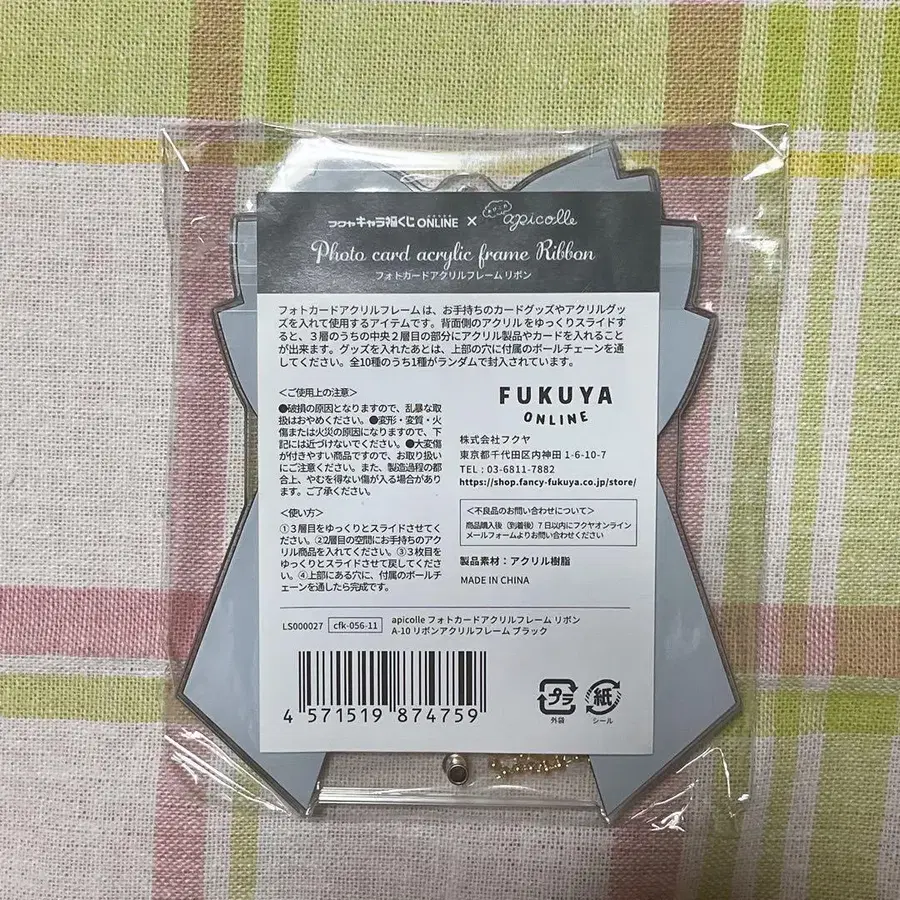 フクヤキャラ福くじONLINE × apicolle
Photo card acrylic frame Ribbon
フォトカードアクリルフレーム リボン
フォトカードアクリルフレームは、お手持ちのカードグッズやアクリルグッ
ズを入れて使用するアイテムです。背面側のアクリルをゆっくりスライドす
ると、3層のうちの中央2層目の部分にアクリル製品やカードを入れること
が出来ます。グッズを入れたあとは、上部の穴に付属のボールチェーンを通
してください。全10種のうち1種がランダムで封入されています。
<ご使用上の注意>
●破損の原因となりますので、乱暴な取
扱はおやめください。●変形・変質・火
傷または火災の原因になりますので、下
記には近づけないでください。●大変傷
が付きやすい商品ですので、お取り扱い
にご注意ください。また、製造過程の都
合上、やむを得ない傷が入る場合があり
ます。ご了承ください。
<使い方>
①3層目をゆっくりとスライドさせてく
ださい。②2層目の空間にお手持ちのアク
リル商品を入れてください。③3枚目を
ゆっくりとスライドさせて戻してくださ
い。④上部にある穴に、付属のボールチ
ェーンを通したら完成です。
FUKUYA
ONLINE
株式会社フクヤ
東京都千代田区内神田 1-6-10-7
TEL : 03-6811-7882
https://shop.fancy-fukuya.co.jp/store/
<不良品のお問い合わせについて>
商品購入後(到着後)7日以内にフクヤオンライン
メールフォームよりお問い合わせください
製品素材:アクリル樹脂
MADE IN CHINA
LS000027 cfk-056-11 apicolle フォトカードアクリルフレーム リボン
A-10 リボンアクリルフレーム ブラック
4 571519 874759
プラ
外袋
紙
シール